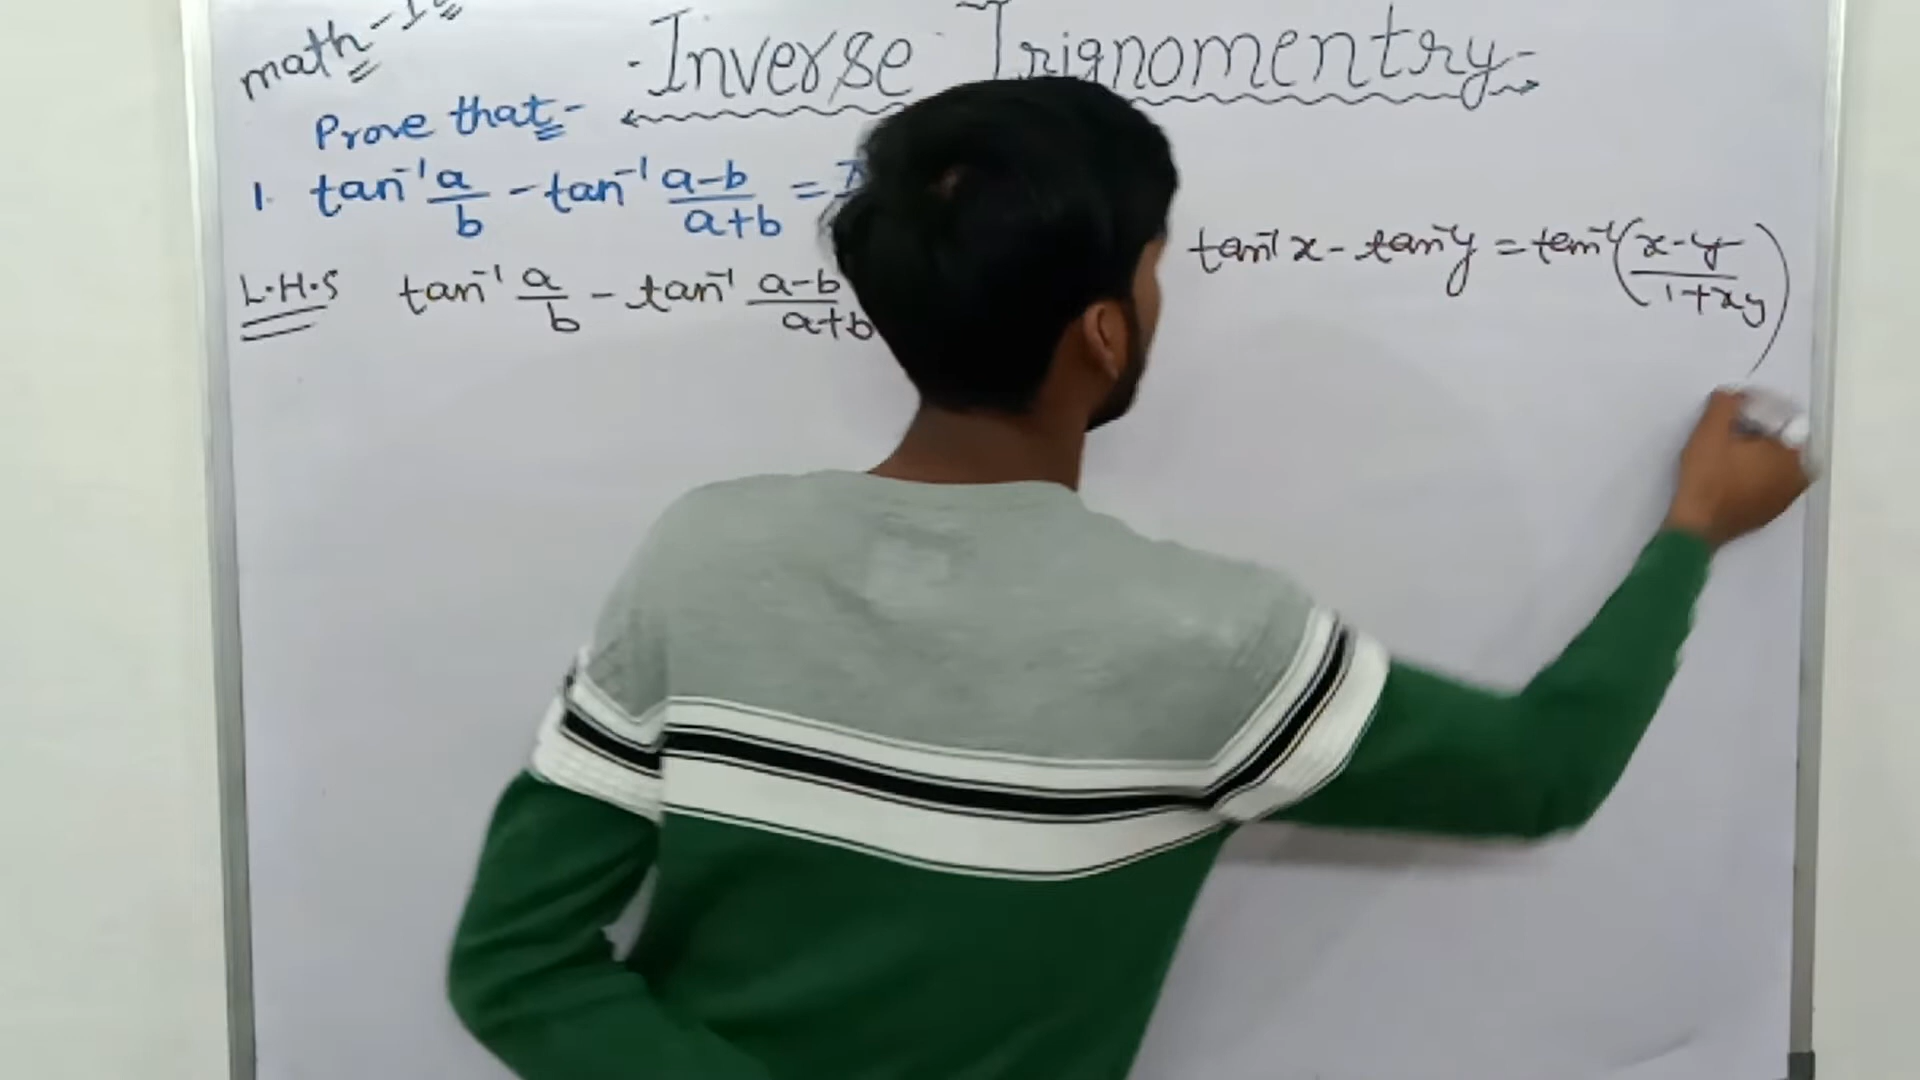 math-12
Inverse Trignomentry
Prove that-
1. tan⁻¹ a/b - tan⁻¹ (a-b)/(a+b) = π
L.H.S tan⁻¹ a/b - tan⁻¹ (a-b)/(a+b)
tan⁻¹x - tan⁻¹y = tan⁻¹((x-y)/(1+xy))